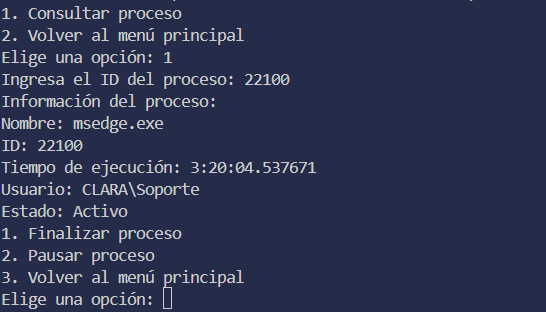 1. Consultar proceso
2. Volver al menú principal
Elige una opción: 1
Ingresa el ID del proceso: 22100
Información del proceso:
Nombre: msedge.exe
ID: 22100
Tiempo de ejecución: 3:20:04.537671
Usuario: CLARA\Soporte
Estado: Activo
1. Finalizar proceso
2. Pausar proceso
3. Volver al menú principal
Elige una opción: